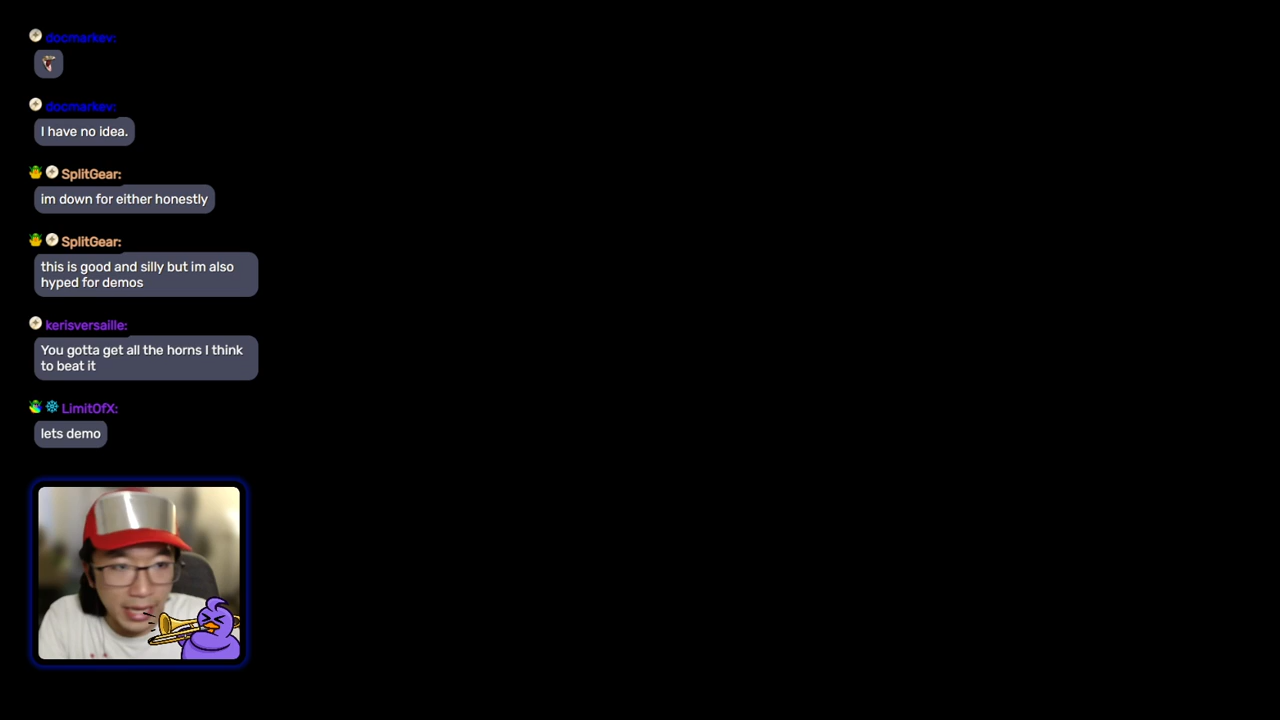 docmarkev:
docmarkev:
I have no idea.
SplitGear:
im down for either honestly
SplitGear:
this is good and silly but im also
hyped for demos
kerisversaille:
You gotta get all the horns I think
to beat it
LimitOfX:
lets demo